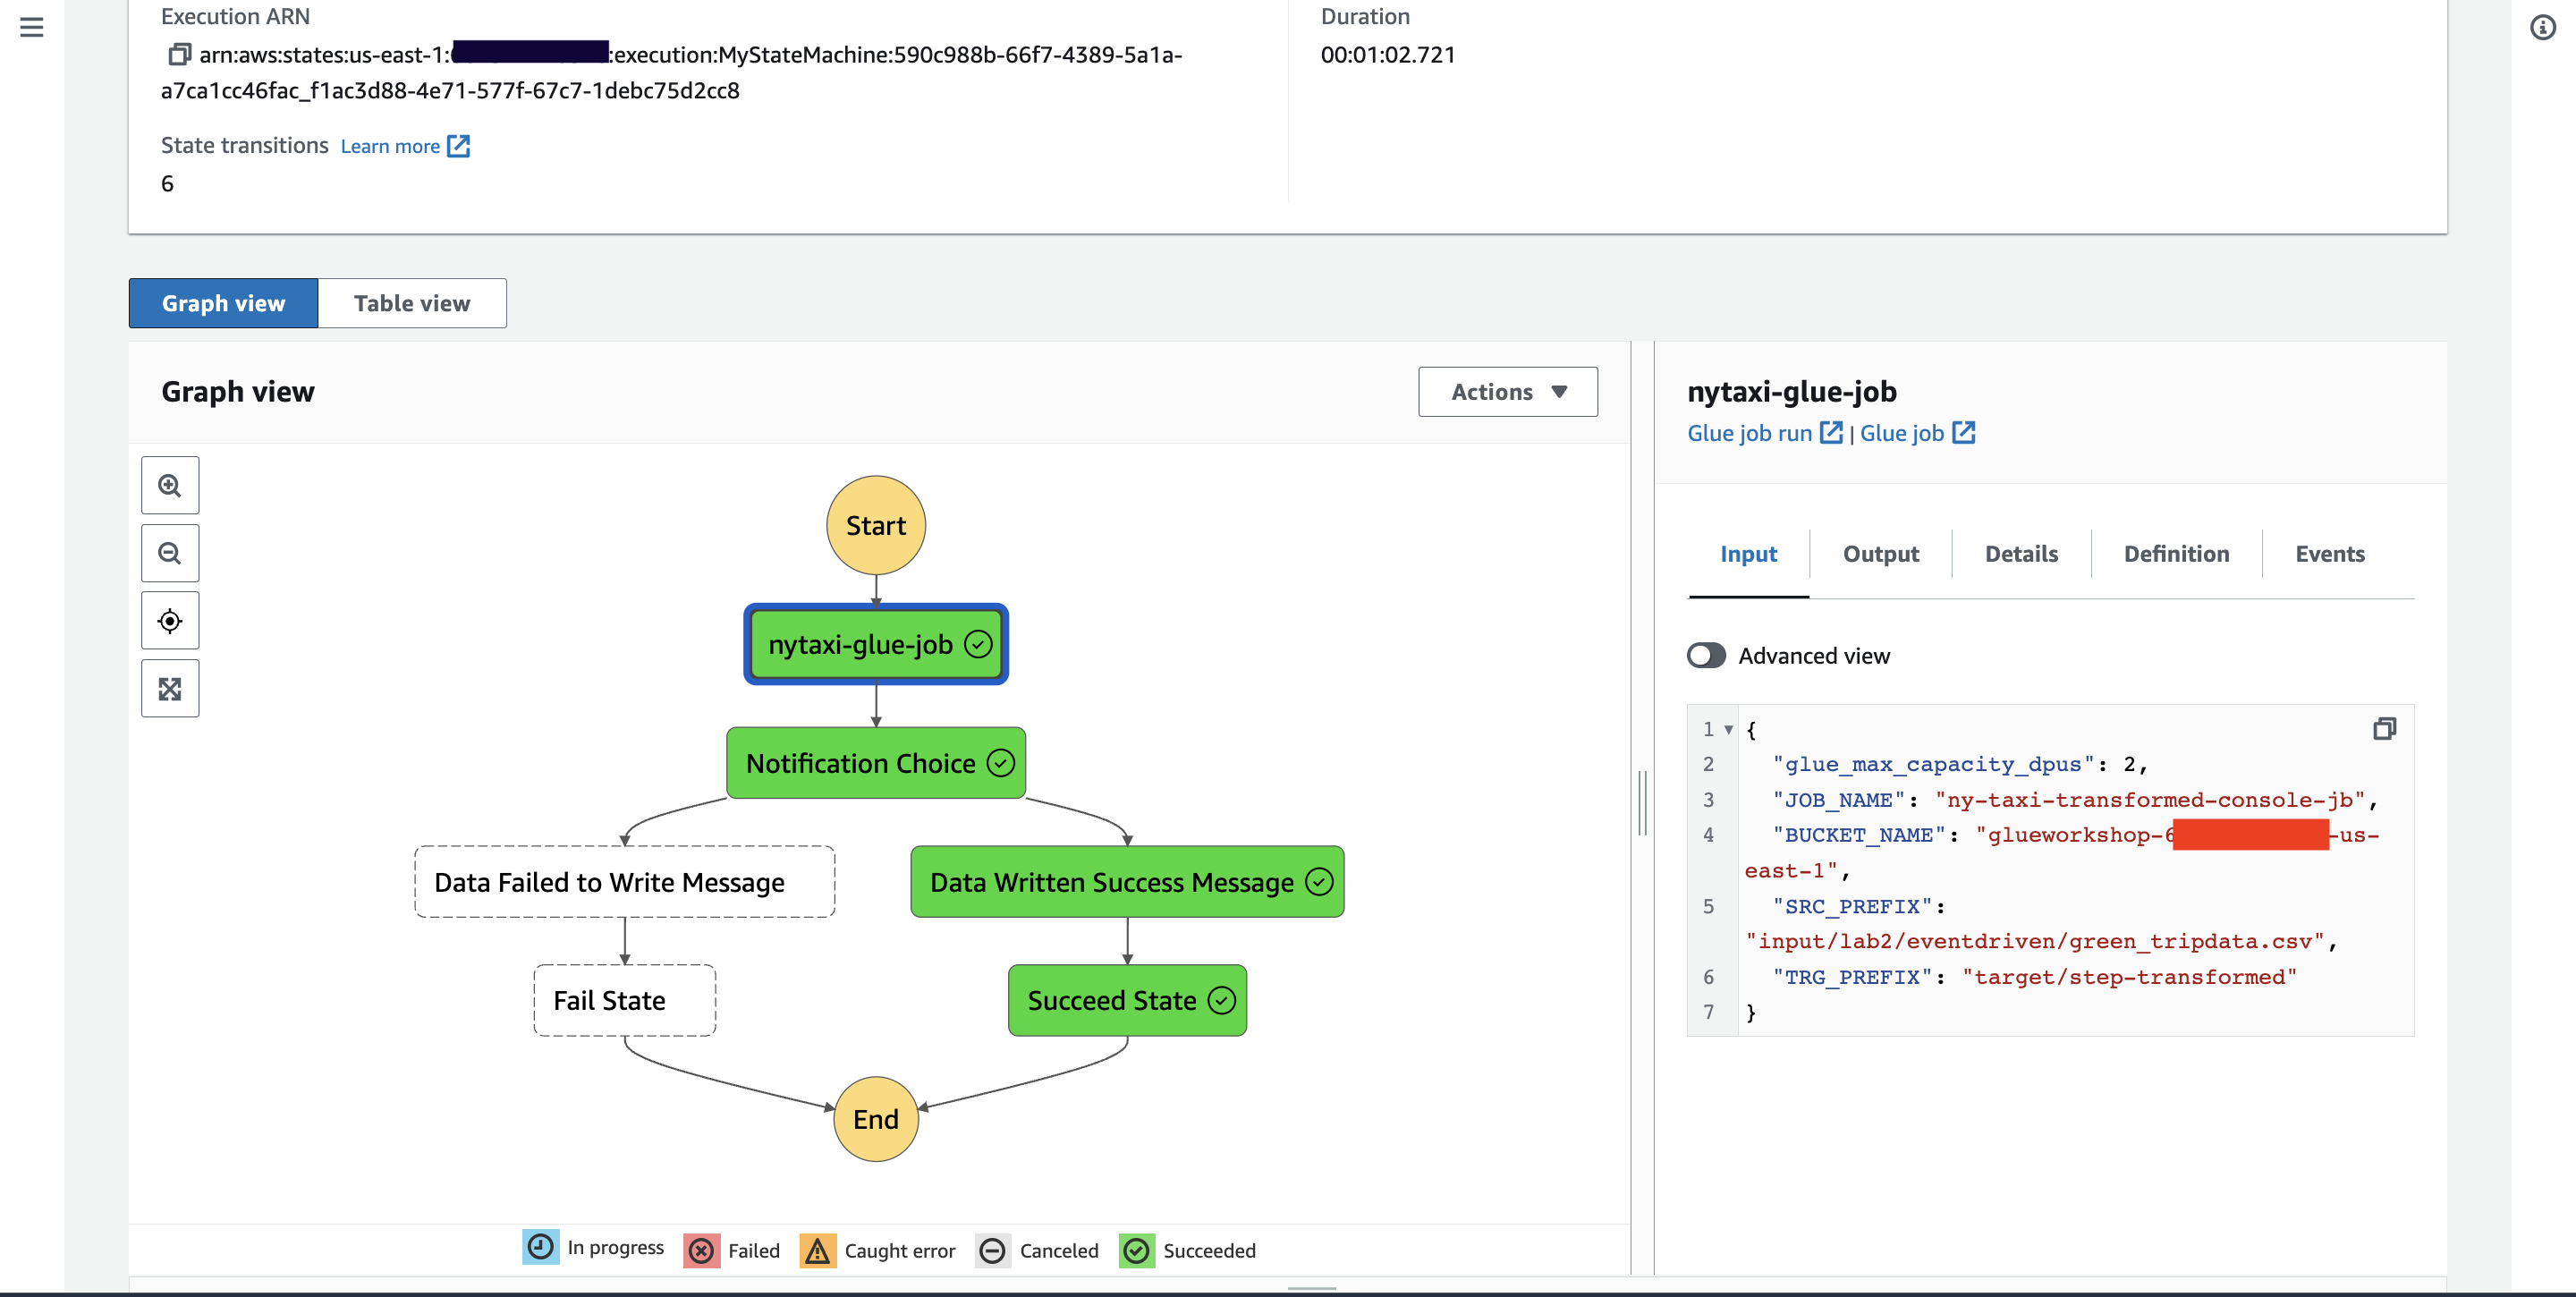 Execution ARN
arn:aws:states:us-east-1: :execution:MyStateMachine:590c988b-66f7-4389-5a1a-
a7ca1cc46fac_f1ac3d88-4e71-577f-67c7-1debc75d2cc8
State transitions Learn more
6
Duration
00:01:02.721
Graph view Table view
Graph view
Actions
Start
nytaxi-glue-job
Notification Choice
Data Failed to Write Message
Data Written Success Message
Fail State
Succeed State
End
In progress Failed Caught error Canceled Succeeded
nytaxi-glue-job
Glue job run | Glue job
Input Output Details Definition Events
Advanced view
1 {
2 "glue_max_capacity_dpus": 2,
3 "JOB_NAME": "ny-taxi-transformed-console-jb",
4 "BUCKET_NAME": "glueworkshop-6 -us-
east-1",
5 "SRC_PREFIX":
"input/lab2/eventdriven/green_tripdata.csv",
6 "TRG_PREFIX": "target/step-transformed"
7 }